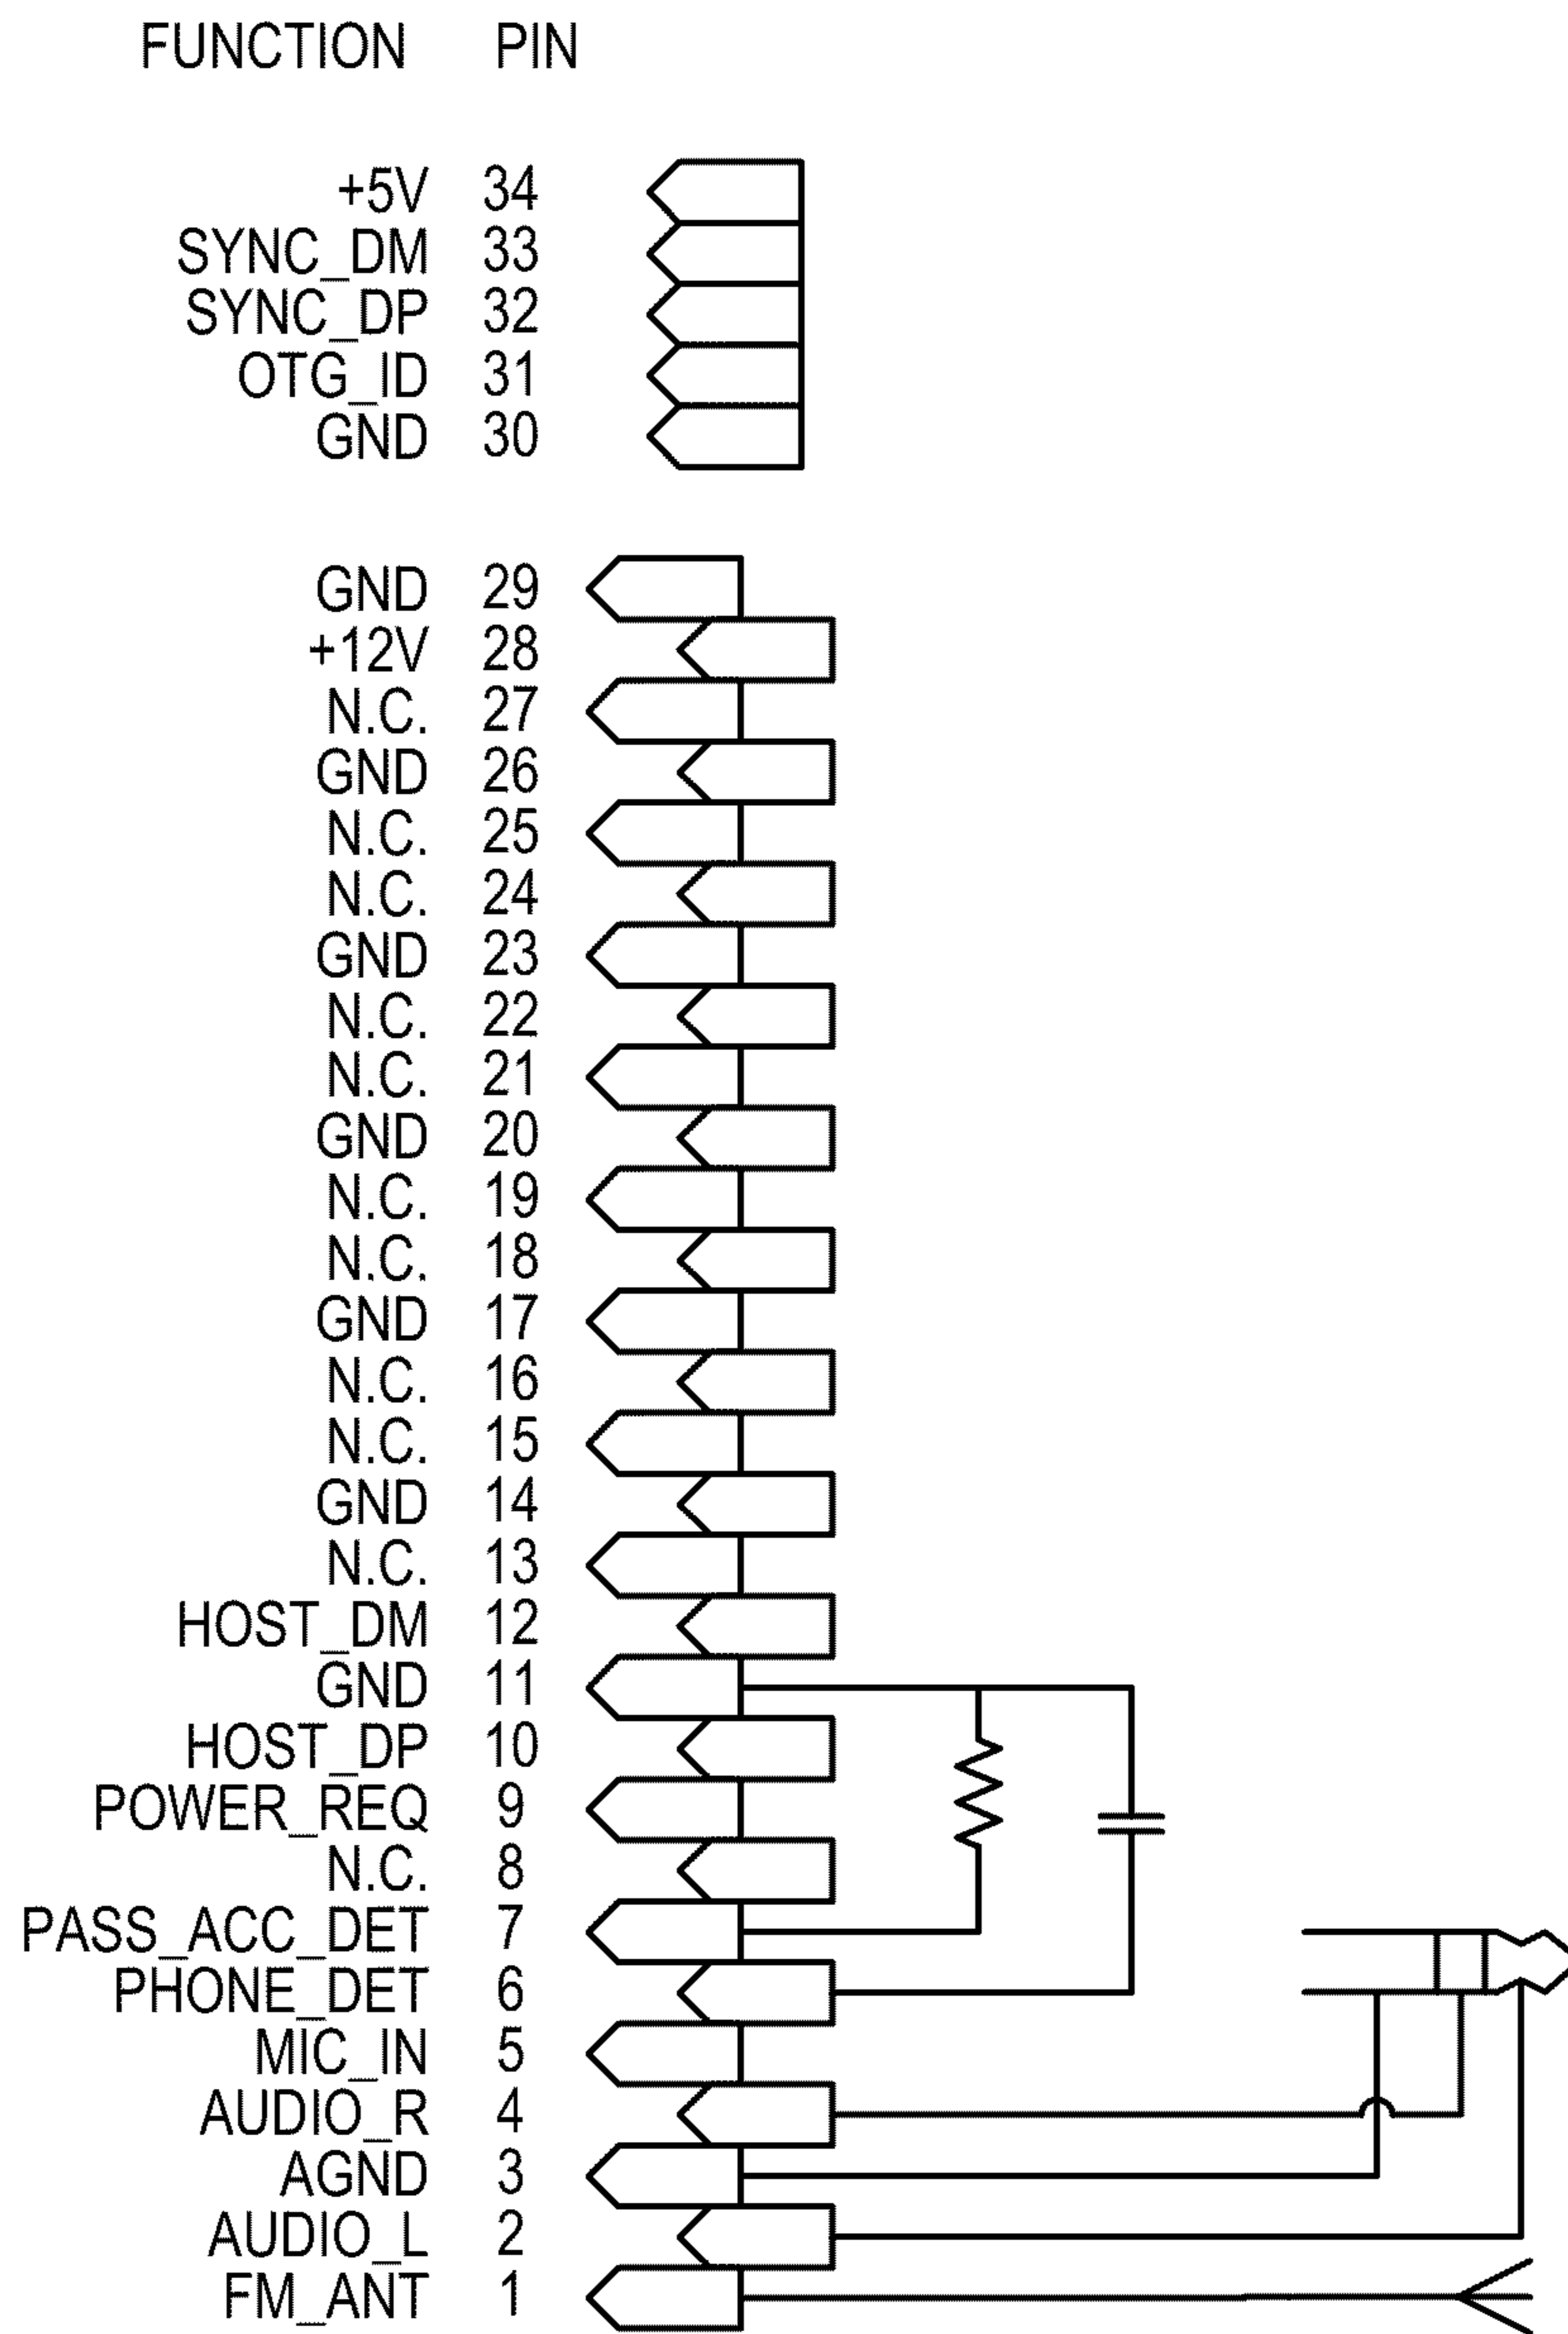 FUNCTION PIN
+5V 34
SYNC_DM 33
SYNC_DP 32
OTG_ID 31
GND 30
GND 29
+12V 28
N.C. 27
GND 26
N.C. 25
N.C. 24
GND 23
N.C. 22
N.C. 21
GND 20
N.C. 19
N.C. 18
GND 17
N.C. 16
N.C. 15
GND 14
N.C. 13
HOST_DM 12
GND 11
HOST_DP 10
POWER_REQ 9
N.C. 8
PASS_ACC_DET 7
PHONE_DET 6
MIC_IN 5
AUDIO_R 4
AGND 3
AUDIO_L 2
FM_ANT 1